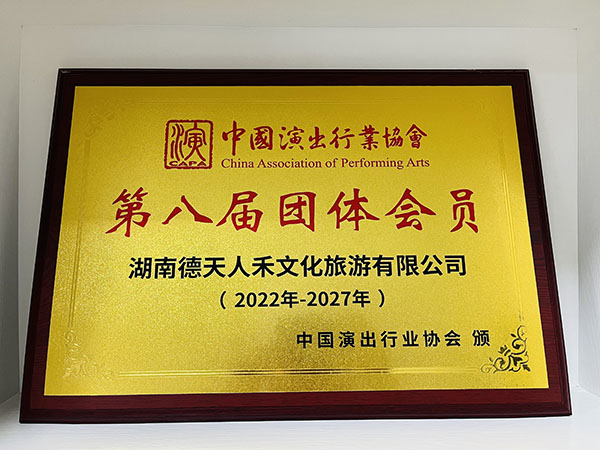 演
CAPA
中國演出行業協會
China Association of Performing Arts
第八届团体会员
湖南德天人禾文化旅游有限公司
（2022年-2027年）
中国演出行业协会 颁